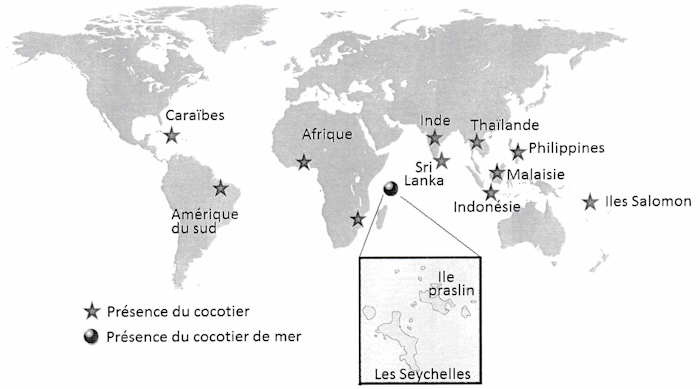 Caraïbes
Afrique
Inde
Thaïlande
Philippines
Sri
Lanka
Malaisie
Indonésie
Iles Salomon
Amérique
du sud
Ile
praslin
Les Seychelles
Présence du cocotier
Présence du cocotier de mer